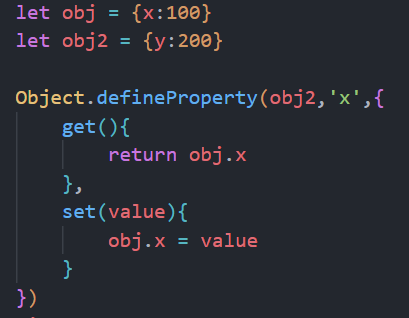 let obj = {x:100}
let obj2 = {y:200}
Object.defineProperty(obj2,'x',{
get(){
return obj.x
},
set(value){
obj.x = value
}
})